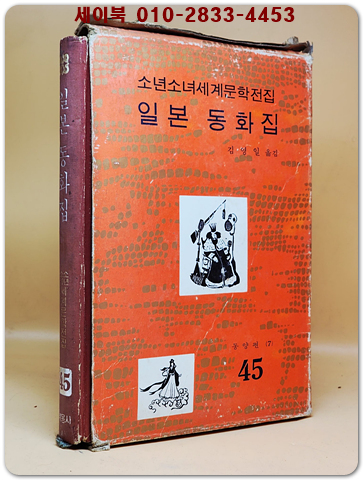 세이북 010-2833-4453
소년소녀세계문학전집
일본 동화집
김영일 옮김
동양편 (7)
45
일본 동화집
45